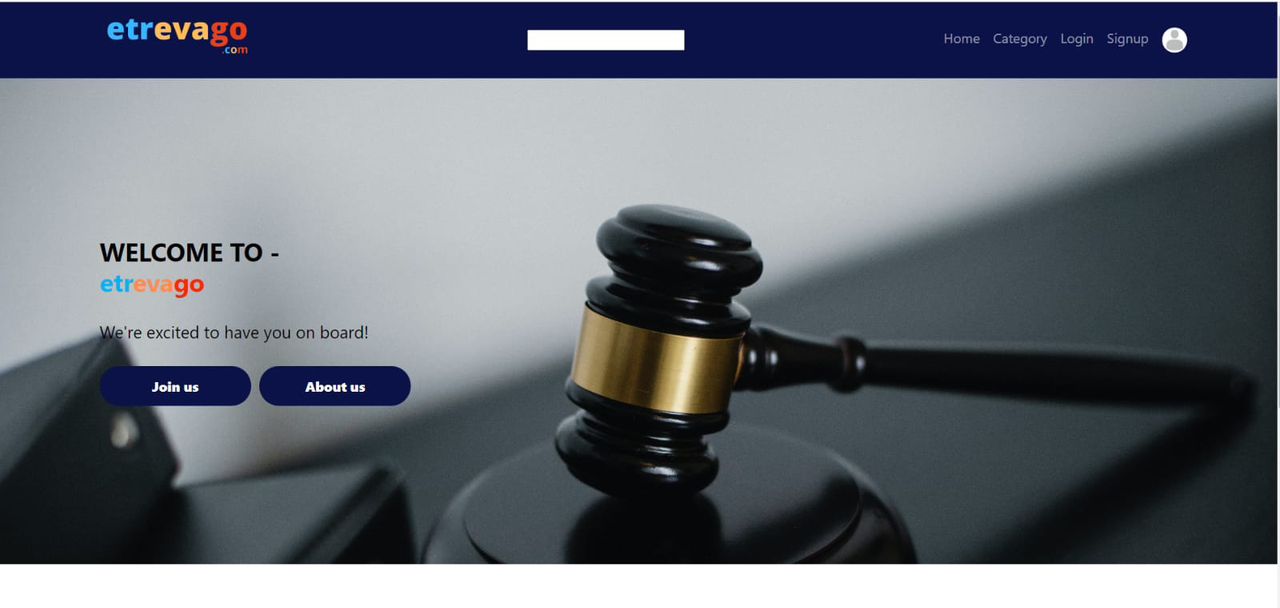 etrevago
.com
Home Category Login Signup
WELCOME TO -
etrevago
We're excited to have you on board!
Join us About us